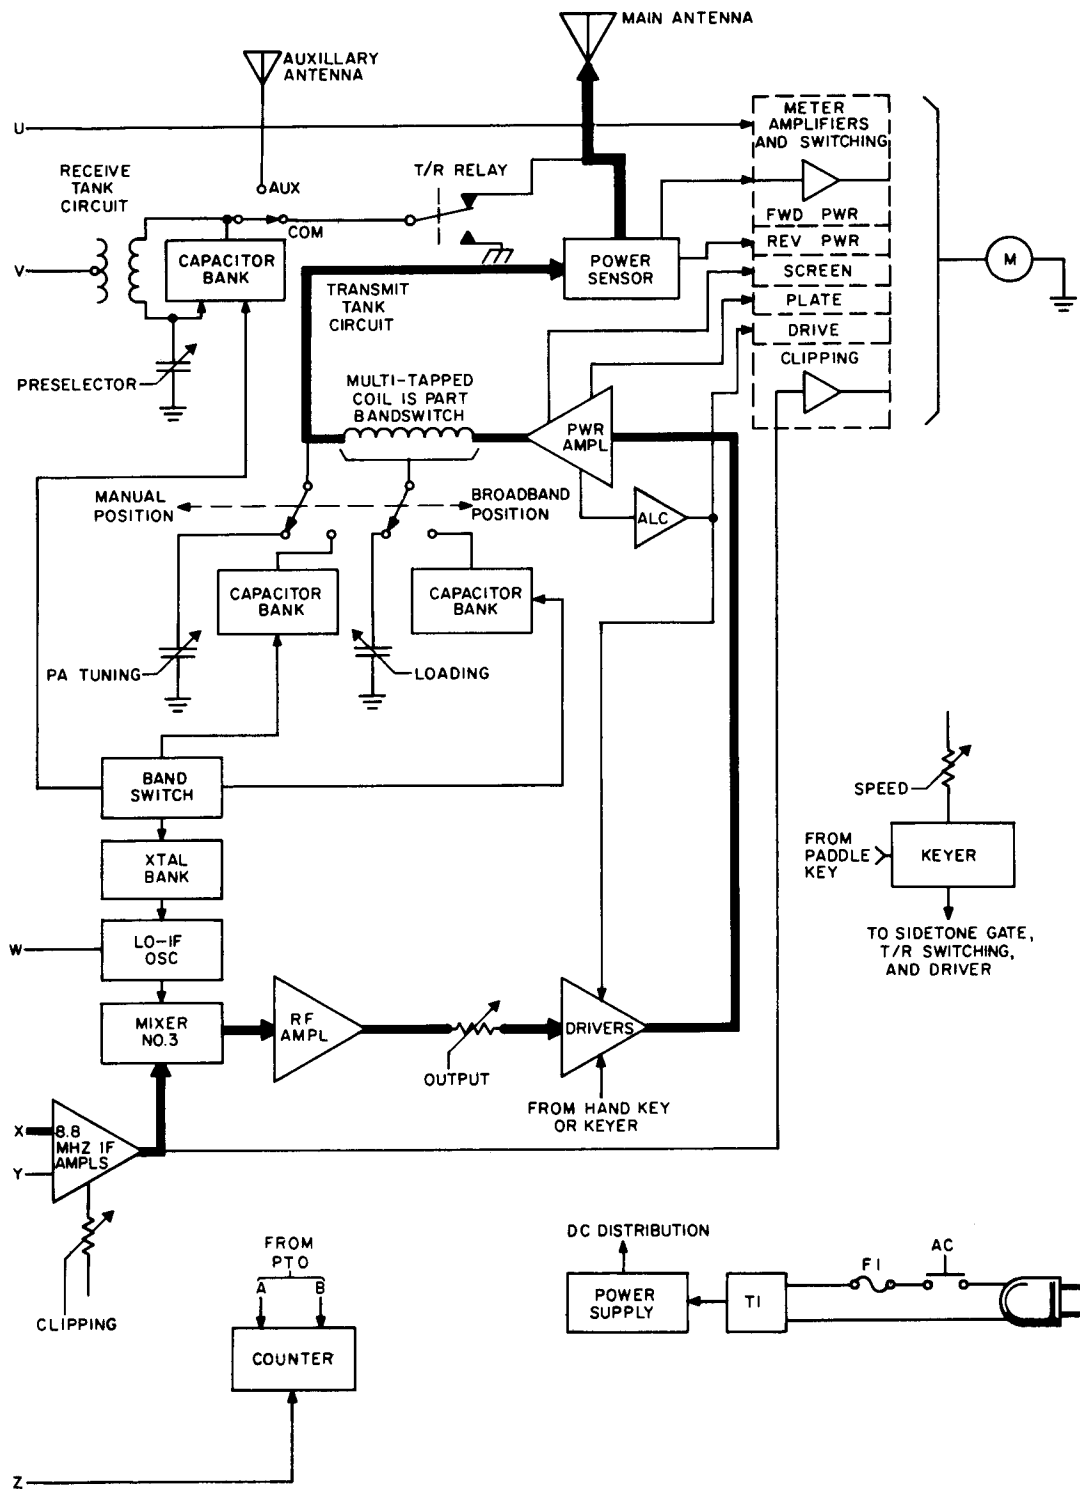 MAIN ANTENNA
AUXILLARY
ANTENNA
U
METER
AMPLIFIERS
AND SWITCHING
RECEIVE
TANK
CIRCUIT
T/R RELAY
AUX
COM
FWD PWR
V
CAPACITOR
BANK
POWER
SENSOR
REV PWR
M
SCREEN
TRANSMIT
TANK
CIRCUIT
PLATE
DRIVE
CLIPPING
PRESELECTOR
MULTI-TAPPED
COIL IS PART
BANDSWITCH
PWR
AMPL
MANUAL
POSITION
BROADBAND
POSITION
ALC
CAPACITOR
BANK
CAPACITOR
BANK
PA TUNING
LOADING
BAND
SWITCH
SPEED
XTAL
BANK
FROM
PADDLE
KEY
KEYER
W
LO-IF
OSC
TO SIDETONE GATE,
T/R SWITCHING,
AND DRIVER
MIXER
NO.3
RF
AMPL
DRIVERS
OUTPUT
FROM HAND KEY
OR KEYER
X
8.8
MHZ IF
AMPLS
Y
CLIPPING
FROM
PTO
A B
COUNTER
DC DISTRIBUTION
POWER
SUPPLY
T1
F1
AC
Z